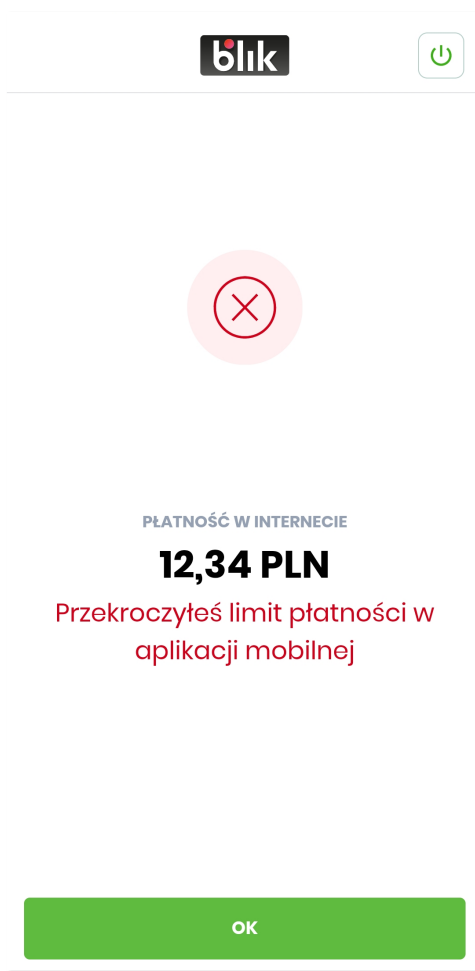 blik
PŁATNOŚĆ W INTERNECIE
12,34 PLN
Przekroczyłeś limit płatności w
aplikacji mobilnej
OK